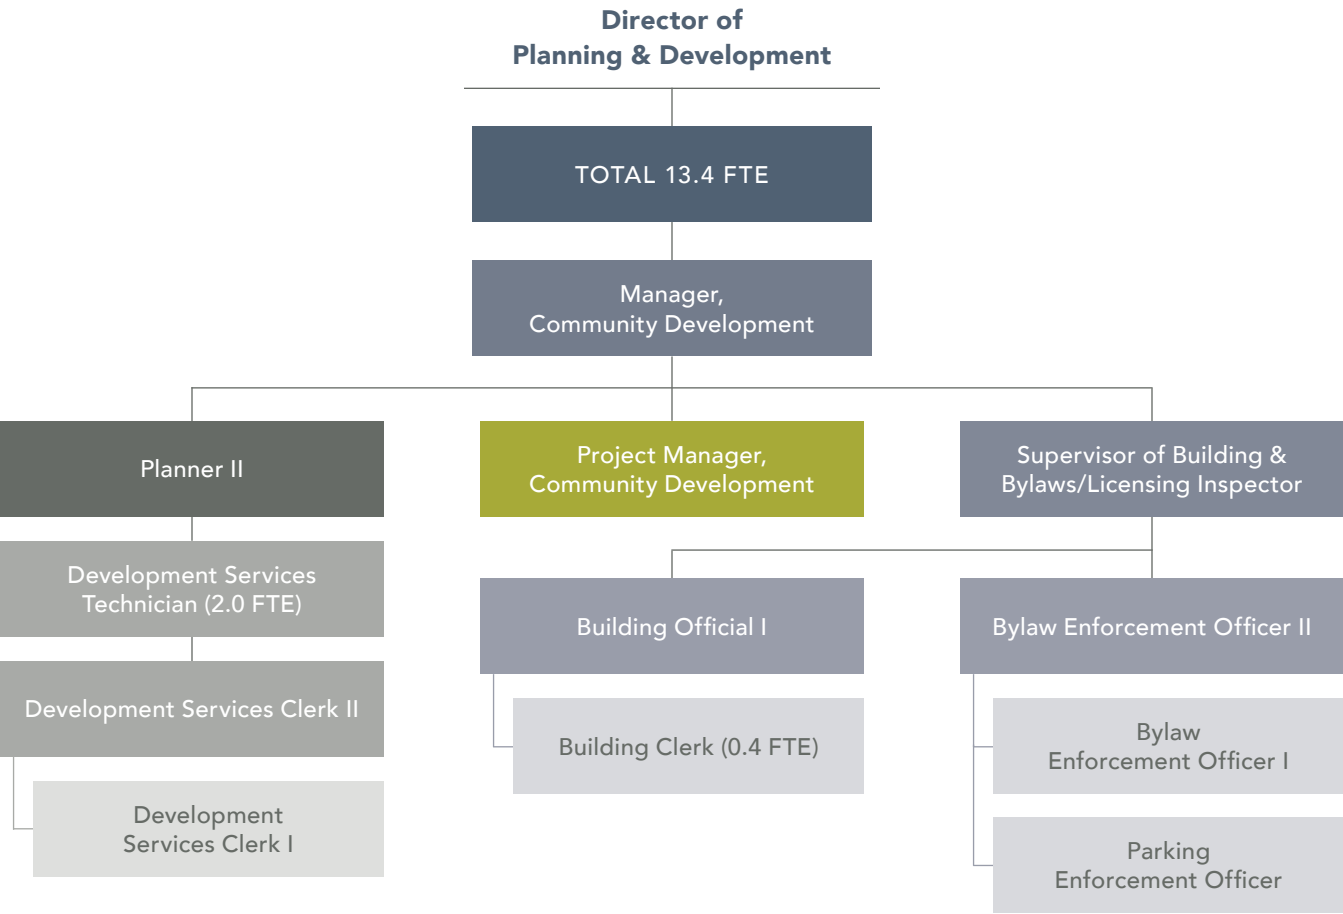 Director of
Planning & Development
TOTAL 13.4 FTE
Manager,
Community Development
Planner II
Project Manager,
Community Development
Supervisor of Building &
Bylaws/Licensing Inspector
Development Services
Technician (2.0 FTE)
Building Official I
Bylaw Enforcement Officer II
Development Services Clerk II
Building Clerk (0.4 FTE)
Bylaw
Enforcement Officer I
Development
Services Clerk I
Parking
Enforcement Officer